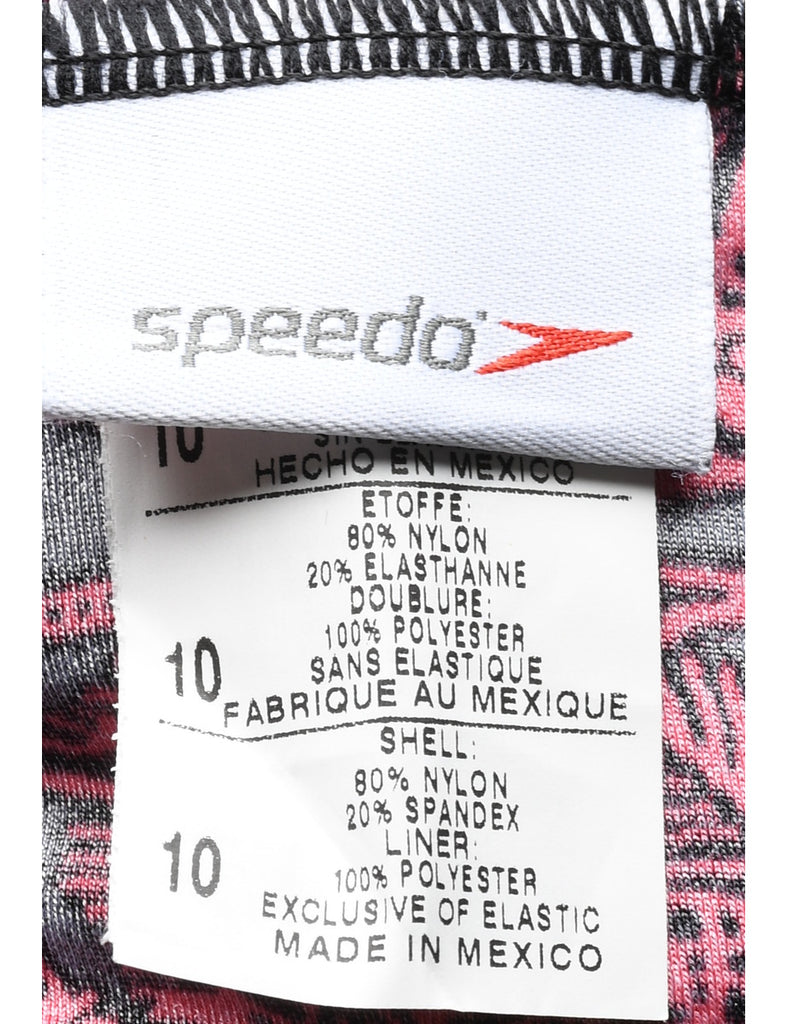 speedo
10
SIN
HECHO EN MEXICO
ETOFFE:
80% NYLON
20% ELASTHANNE
DOUBLURE:
100% POLYESTER
10 SANS ELASTIQUE
FABRIQUE AU MEXIQUE
SHELL:
80% NYLON
20% SPANDEX
LINER:
10 100% POLYESTER
EXCLUSIVE OF ELASTIC
MADE IN MEXICO